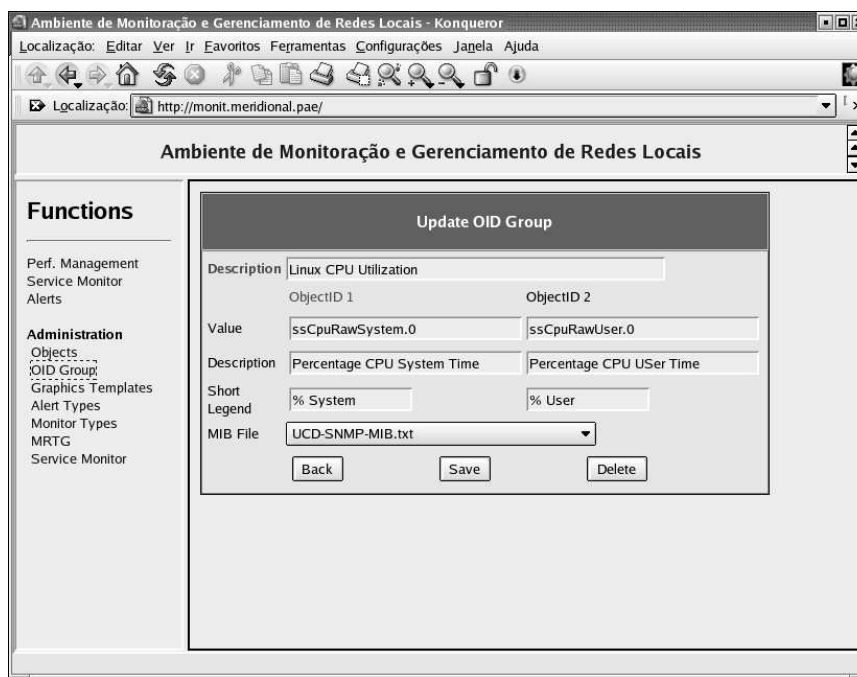 Ambiente de Monitoração e Gerenciamento de Redes Locais - Konqueror
Localização: Editar Ver Ir Favoritos Ferramentas Configurações Janela Ajuda
Localização: http://monit.meridional.pae/
Ambiente de Monitoração e Gerenciamento de Redes Locais
Functions
Perf. Management
Service Monitor
Alerts
Administration
Objects
OID Group
Graphics Templates
Alert Types
Monitor Types
MRTG
Service Monitor
Update OID Group
Description Linux CPU Utilization
ObjectID 1 ObjectID 2
Value ssCpuRawSystem.0 ssCpuRawUser.0
Description Percentage CPU System Time Percentage CPU USer Time
Short Legend % System % User
MIB File UCD-SNMP-MIB.txt
Back Save Delete